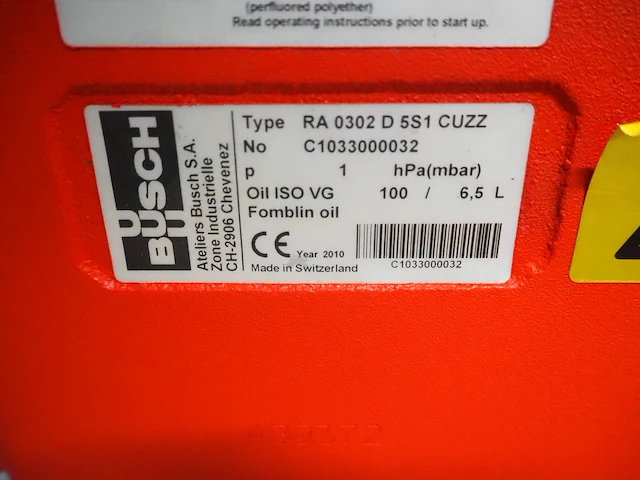 (perfluored polyether)
Read operating instructions prior to start up.
BUSCH
Ateliers Busch S.A.
Zone Industrielle
CH-2906 Chevenez
Type RA 0302 D 5S1 CUZZ
No C1033000032
p 1 hPa(mbar)
Oil ISO VG 100 / 6,5 L
Fomblin oil
CE Year 2010
Made in Switzerland
C1033000032